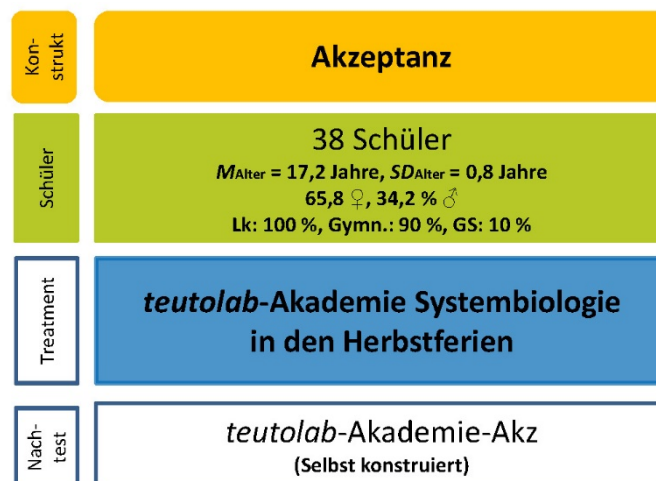 Kon-
strukt
Akzeptanz
Schüler
38 Schüler
MAlter = 17,2 Jahre, SDAlter = 0,8 Jahre
65,8 ♀, 34,2 % ♂
Lk: 100 %, Gymn.: 90 %, GS: 10 %
Treatment
teutolab-Akademie Systembiologie
in den Herbstferien
Nach-
test
teutolab-Akademie-Akz
(Selbst konstruiert)